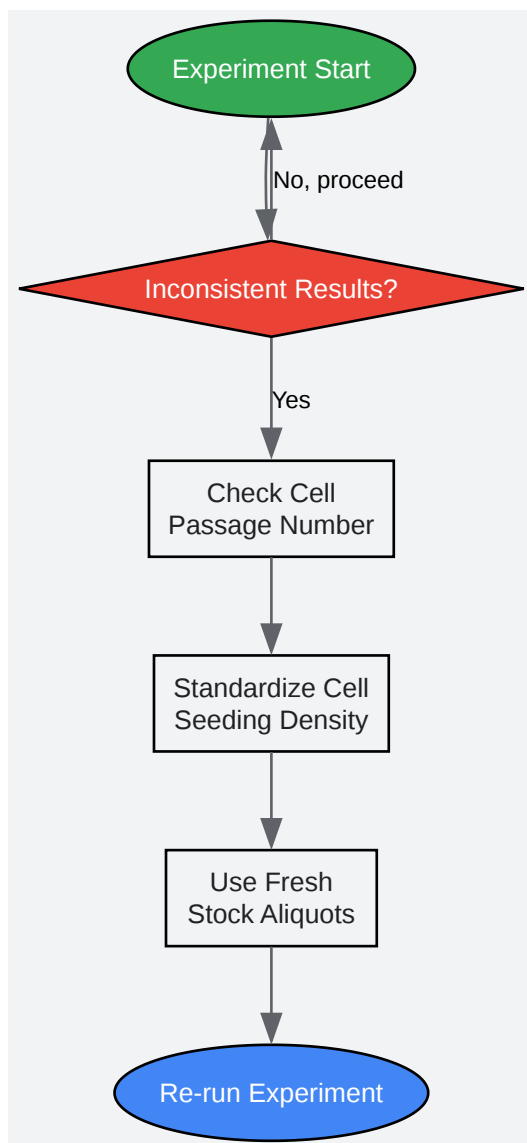 Experiment Start
No, proceed
Inconsistent Results?
Yes
Check Cell
Passage Number
Standardize Cell
Seeding Density
Use Fresh
Stock Aliquots
Re-run Experiment